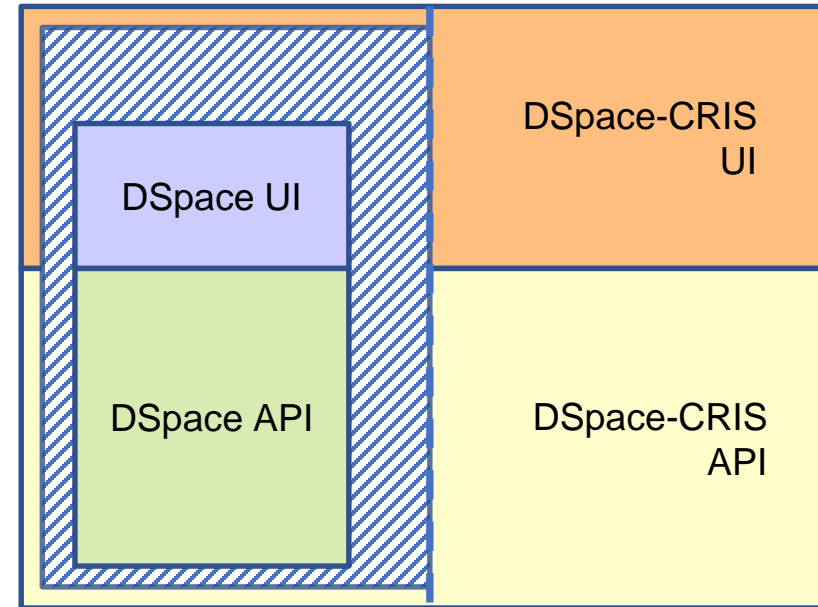 DSpace-CRIS
UI
DSpace UI
DSpace API
DSpace-CRIS
API